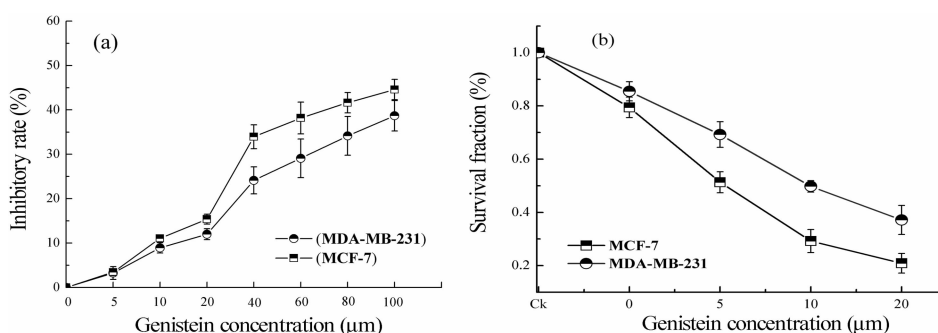 (a)
Inhibitory rate (%)
60
50
40
30
20
10
0
0 5 10 20 40 60 80 100
Genistein concentration (μm)
(MDA-MB-231)
(MCF-7)
(b)
Survival fraction (%)
1.0
0.8
0.6
0.4
0.2
Ck 0 5 10 20
Genistein concentration (μm)
MCF-7
MDA-MB-231